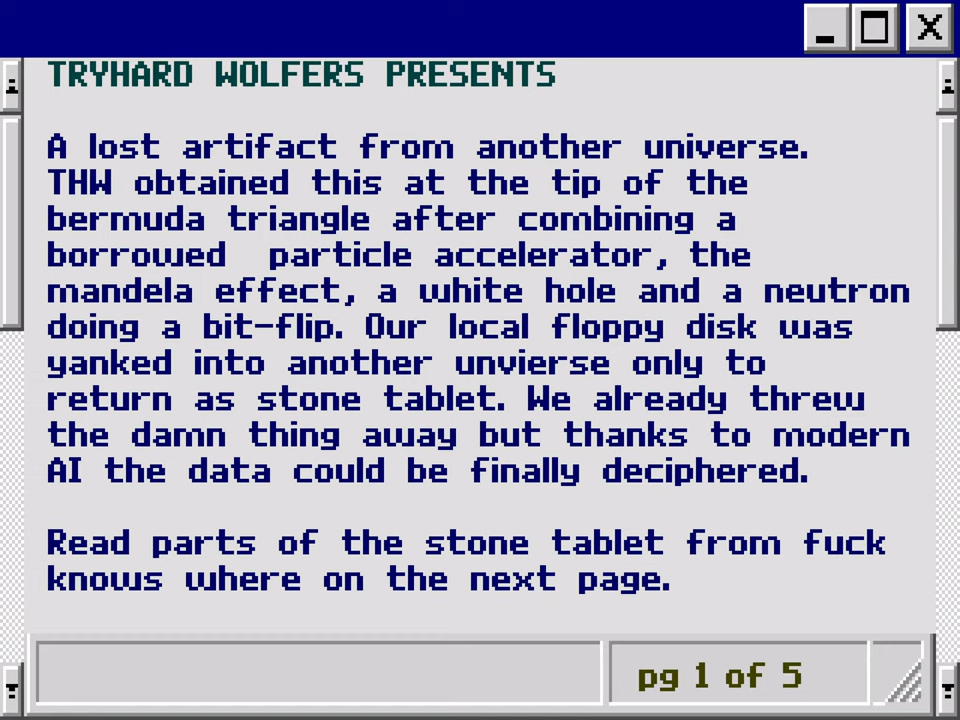 TRYHARD WOLFERS PRESENTS
A lost artifact from another universe.
THW obtained this at the tip of the
bermuda triangle after combining a
borrowed  particle accelerator, the
mandela effect, a white hole and a neutron
doing a bit-flip. Our local floppy disk was
yanked into another unvierse only to
return as stone tablet. We already threw
the damn thing away but thanks to modern
AI the data could be finally deciphered.
Read parts of the stone tablet from fuck
knows where on the next page.
pg 1 of 5